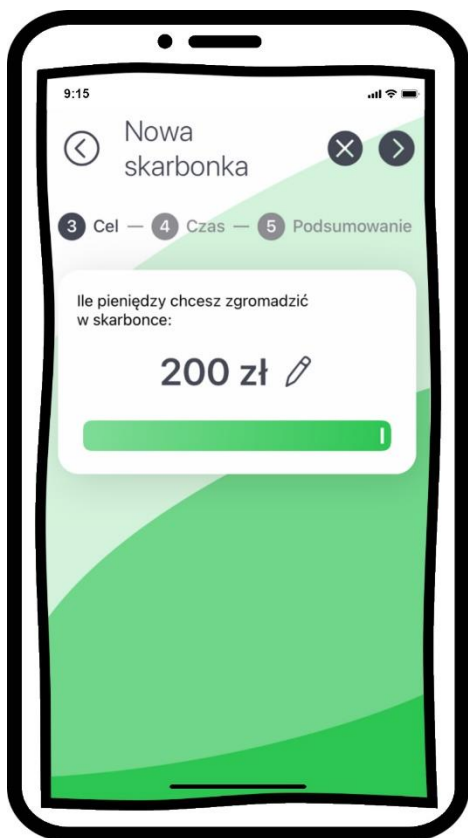 9:15
Nowa
skarbonka
3 Cel — 4 Czas — 5 Podsumowanie
Ile pieniędzy chcesz zgromadzić
w skarbonce:
200 zł